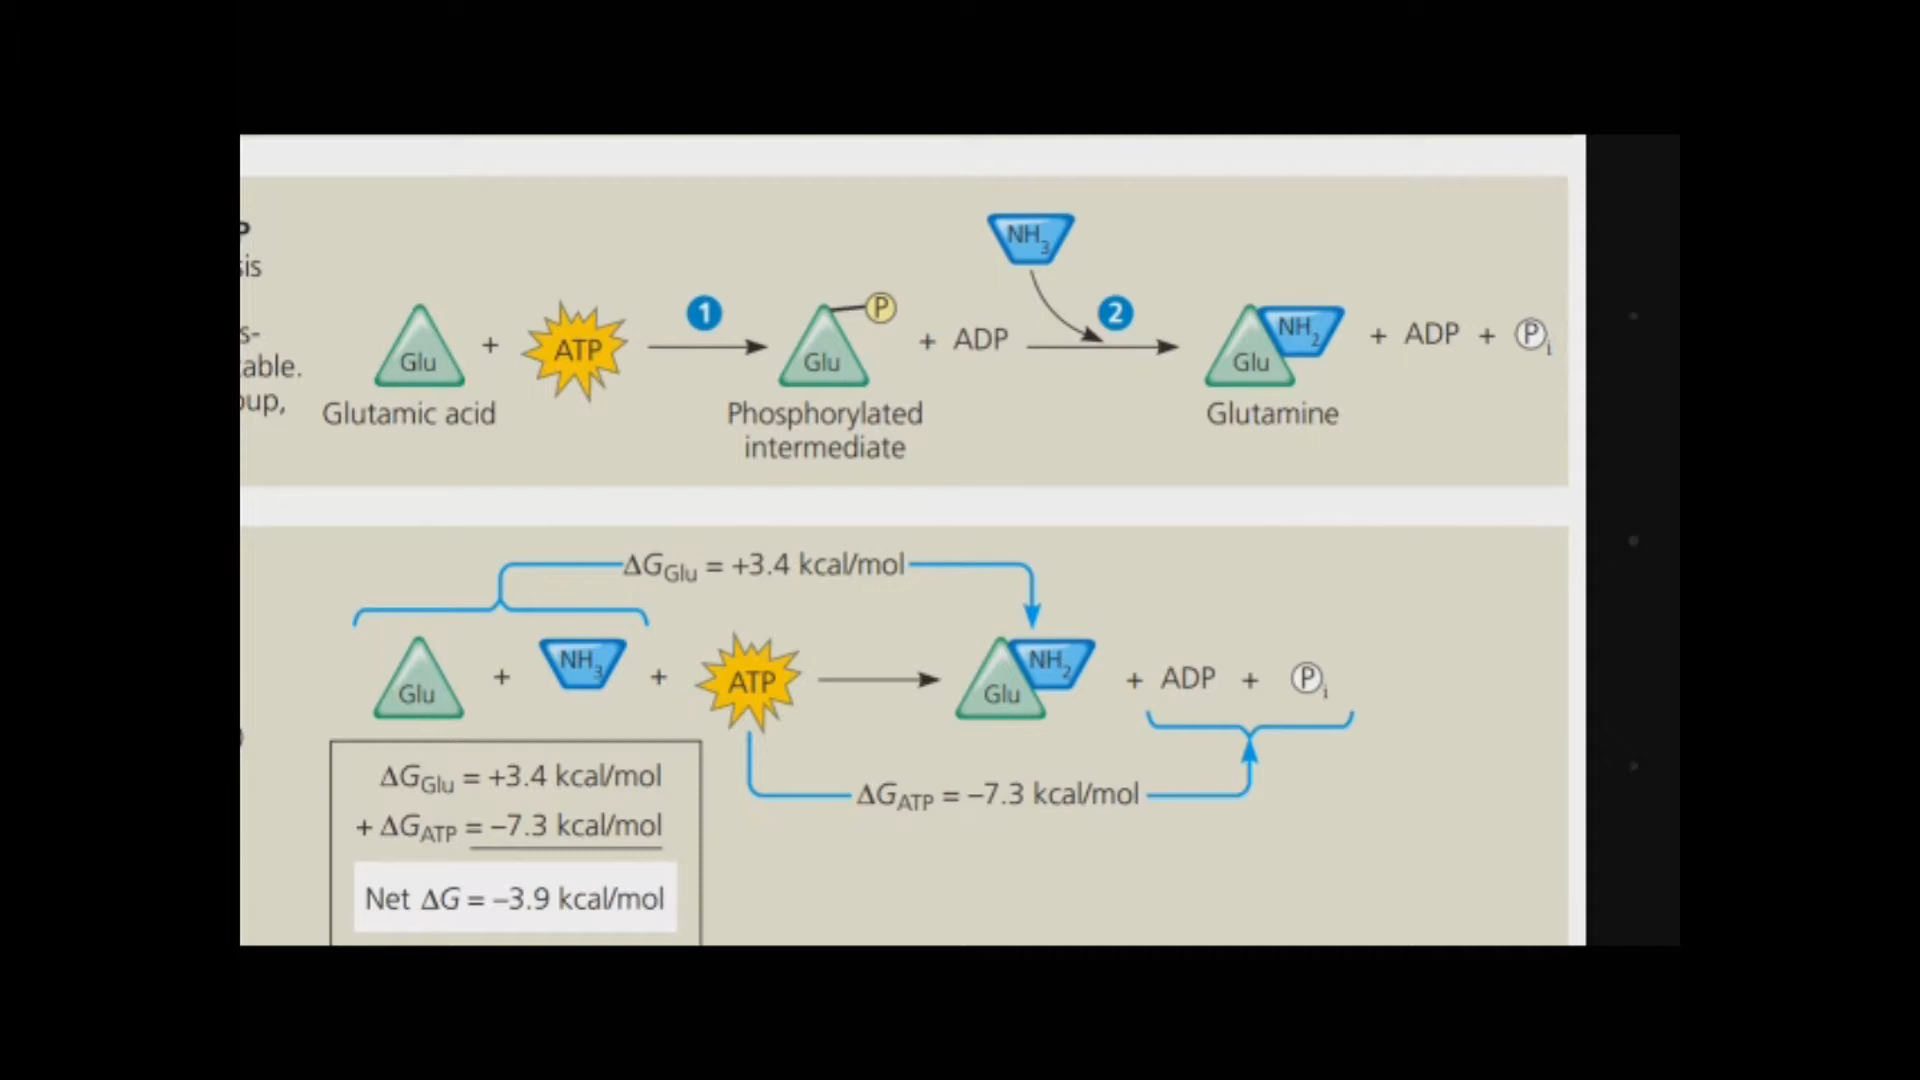 P
sis
s-
able.
oup,
NH3
1
P
2
Glu + ATP
Glu
+ ADP
Glu NH2 + ADP + Pi
Glutamic acid
Phosphorylated
intermediate
Glutamine
ΔGGlu = +3.4 kcal/mol
Glu + NH3 + ATP
Glu NH2 + ADP + Pi
ΔGGlu = +3.4 kcal/mol
+ ΔGATP = –7.3 kcal/mol
Net ΔG = –3.9 kcal/mol
ΔGATP = –7.3 kcal/mol
)